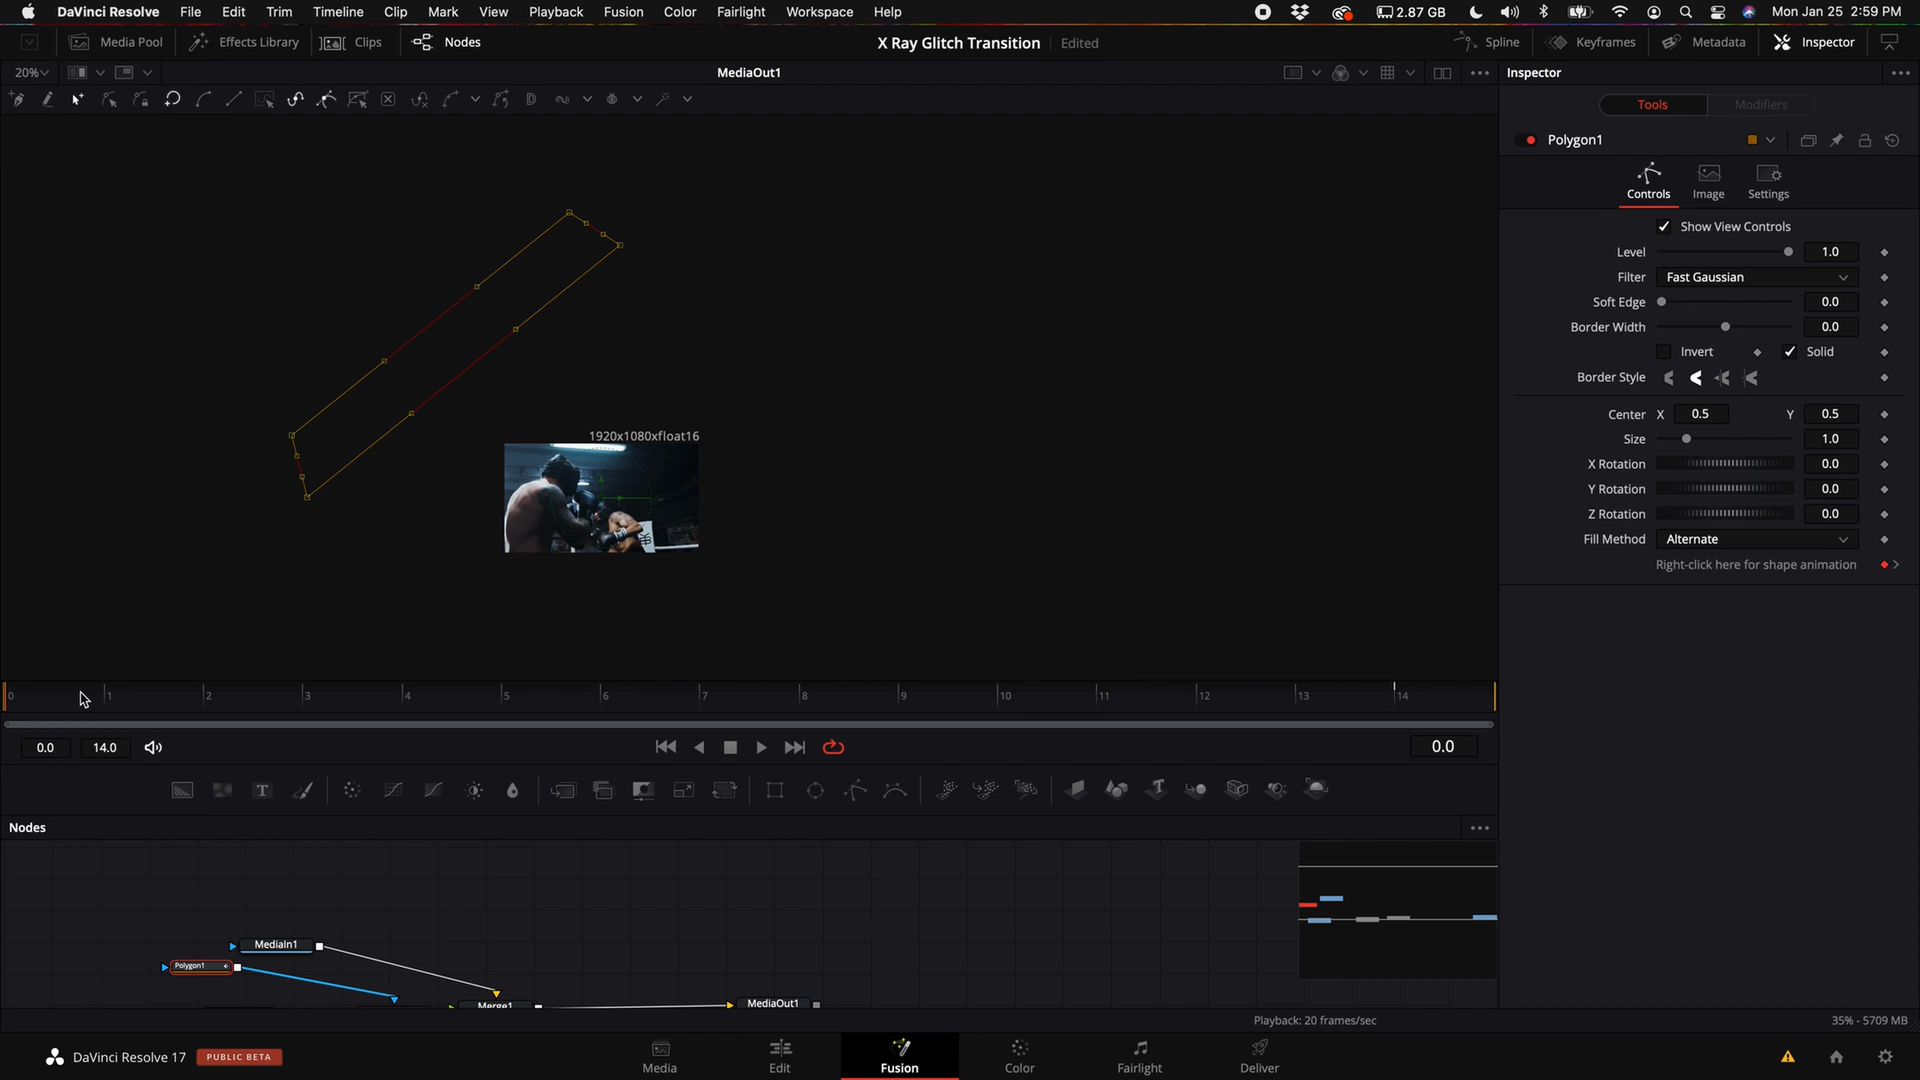 DaVinci Resolve File Edit Trim Timeline Clip Mark View Playback Fusion Color Fairlight Workspace Help 2.87 GB Mon Jan 25 2:59 PM
Media Pool Effects Library Clips Nodes X Ray Glitch Transition Edited Spline Keyframes Metadata Inspector
20% MediaOut1 Inspector
Tools Modifiers
Polygon1
Controls Image Settings
Show View Controls
Level 1.0
Filter Fast Gaussian
Soft Edge 0.0
Border Width 0.0
Invert Solid
Border Style
Center X 0.5 Y 0.5
Size 1.0
X Rotation 0.0
Y Rotation 0.0
Z Rotation 0.0
Fill Method Alternate
Right-click here for shape animation
1920x1080xfloat16
0 1 2 3 4 5 6 7 8 9 10 11 12 13 14
0.0 14.0 0.0
Nodes
MediaIn1
Polygon1
Merge1 MediaOut1
Playback: 20 frames/sec 35% - 5709 MB
DaVinci Resolve 17 PUBLIC BETA Media Edit Fusion Color Fairlight Deliver